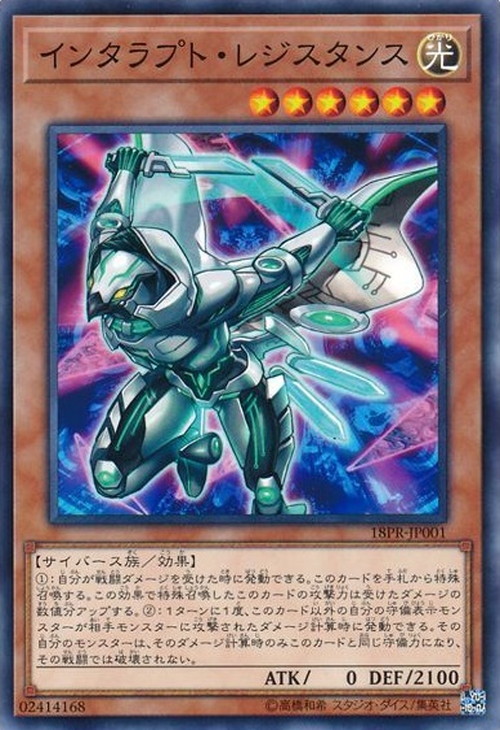 インタラプト・レジスタンス
光
18PR-JP001
【サイバース族/効果】
①:自分が戦闘ダメージを受けた時に発動できる。このカードを手札から特殊
召喚する。この効果で特殊召喚したこのカードの攻撃力は受けたダメージの
数値分アップする。②:1ターンに1度、このカード以外の自分の守備表示モン
スターが相手モンスターに攻撃されたダメージ計算時に発動できる。その
自分のモンスターは、そのダメージ計算時のみこのカードと同じ守備力になり、
その戦闘では破壊されない。
ATK/ 0 DEF/2100
02414168 ©高橋和希 スタジオ・ダイス/集英社